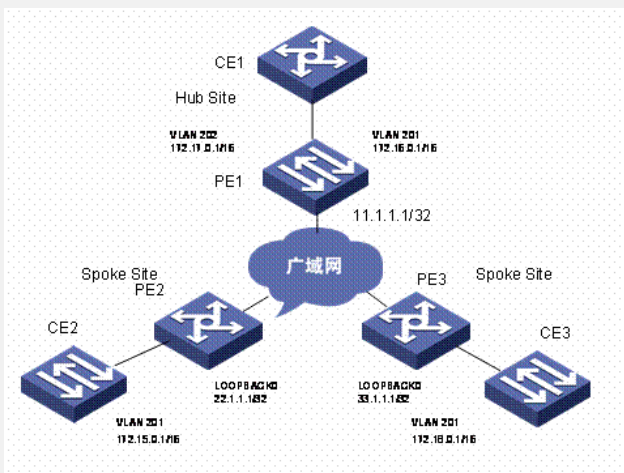 CE1
Hub Site
VLAN 202
172.17.0.1/16
VLAN 201
172.16.0.1/16
PE1
11.1.1.1/32
广域网
Spoke Site
PE2
PE3
Spoke Site
CE2
CE3
LOOPBACK0
22.1.1.1/32
LOOPBACK0
33.1.1.1/32
VLAN 201
172.15.0.1/16
VLAN 201
172.18.0.1/16